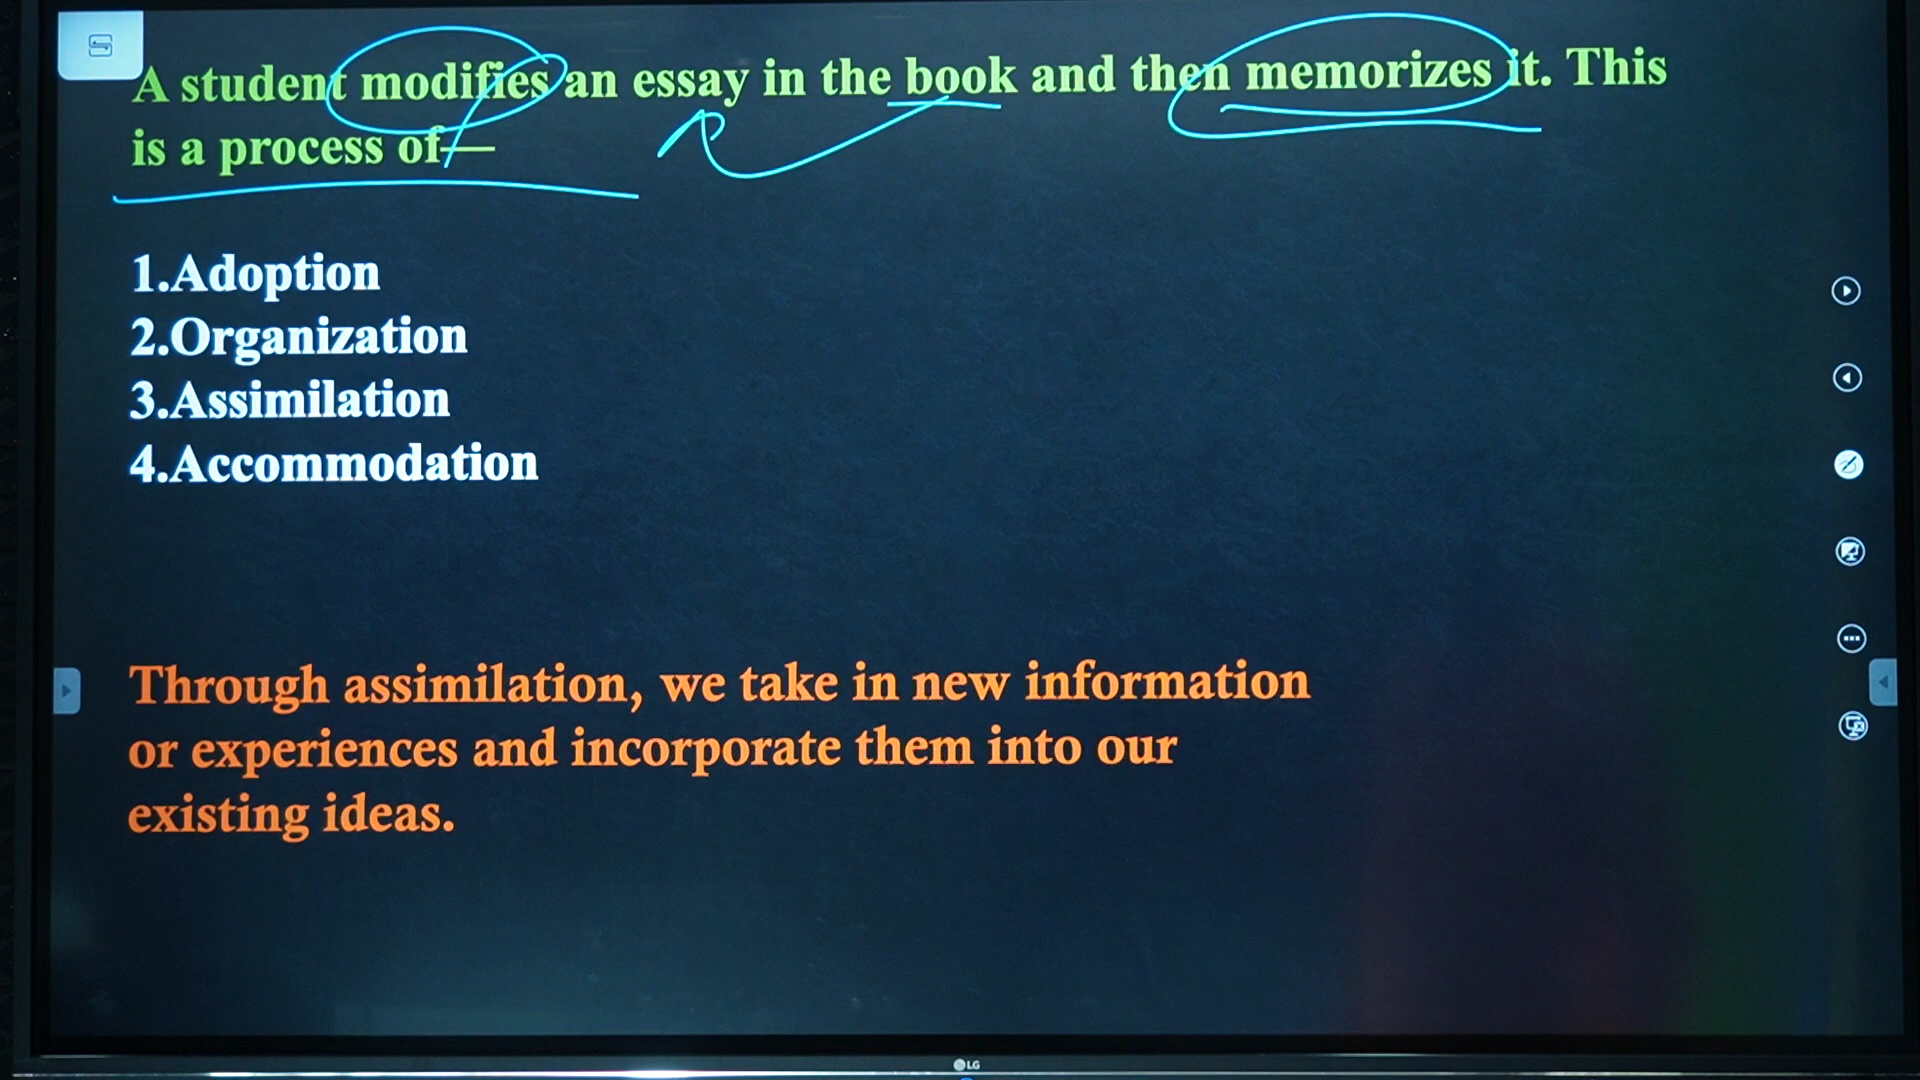 A student modifies an essay in the book and then memorizes it. This
is a process of—
1.Adoption
2.Organization
3.Assimilation
4.Accommodation
Through assimilation, we take in new information
or experiences and incorporate them into our
existing ideas.
LG